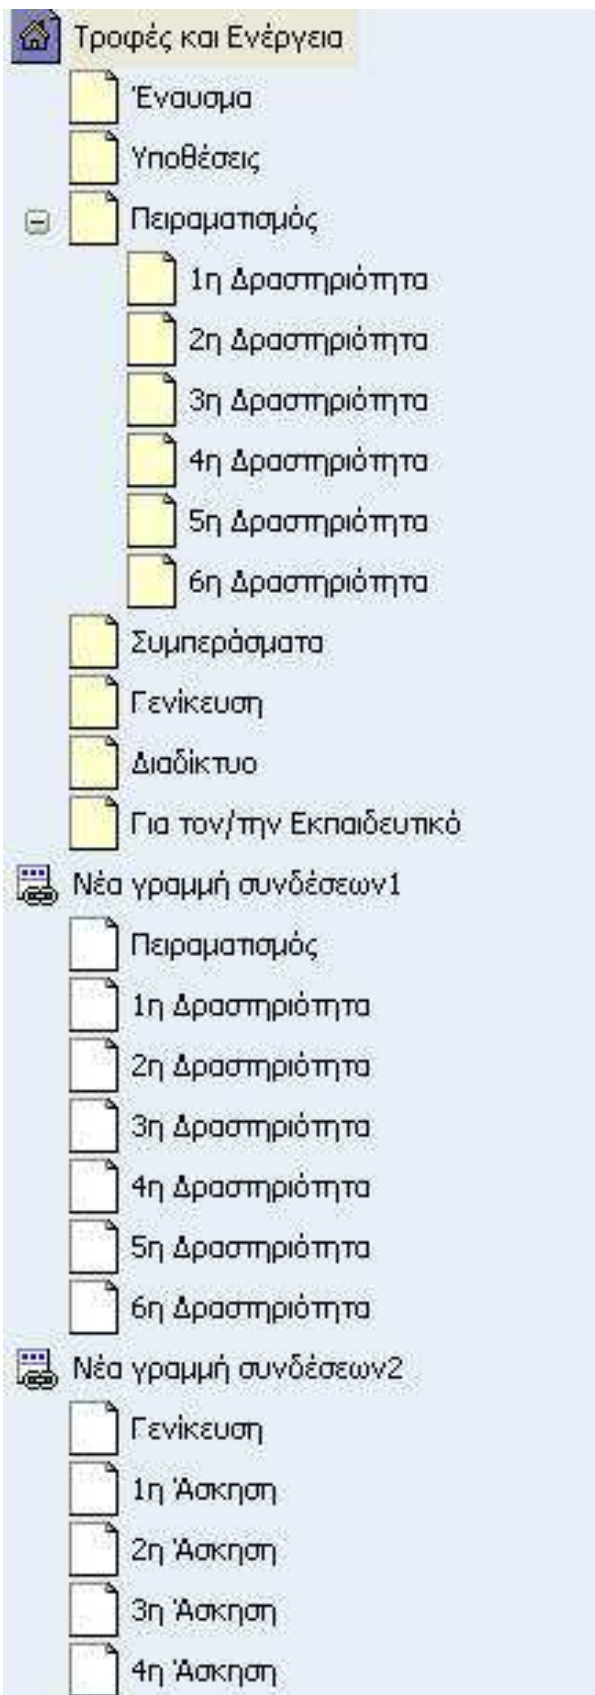 Τροφές και Ενέργεια
Έναυσμα
Υποθέσεις
Πειραματισμός
1η Δραστηριότητα
2η Δραστηριότητα
3η Δραστηριότητα
4η Δραστηριότητα
5η Δραστηριότητα
6η Δραστηριότητα
Συμπεράσματα
Γενίκευση
Διαδίκτυο
Για τον/την Εκπαιδευτικό
Νέα γραμμή συνδέσεων1
Πειραματισμός
1η Δραστηριότητα
2η Δραστηριότητα
3η Δραστηριότητα
4η Δραστηριότητα
5η Δραστηριότητα
6η Δραστηριότητα
Νέα γραμμή συνδέσεων2
Γενίκευση
1η Άσκηση
2η Άσκηση
3η Άσκηση
4η Άσκηση